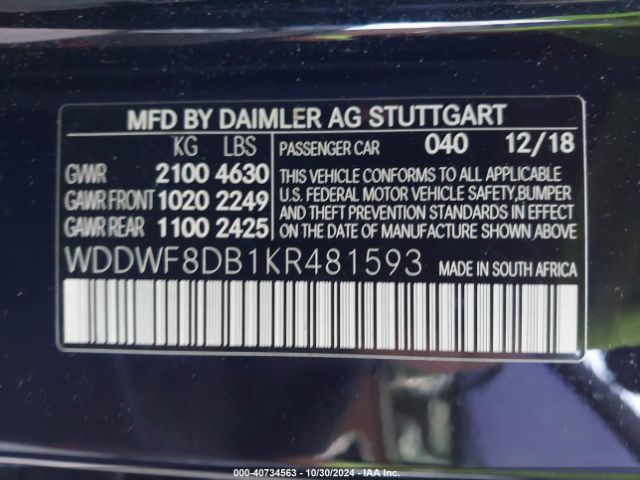 MFD BY DAIMLER AG STUTTGART
KG LBS
GVWR 2100 4630
GAWR FRONT 1020 2249
GAWR REAR 1100 2425
PASSENGER CAR 040 12/18
THIS VEHICLE CONFORMS TO ALL APPLICABLE
U.S. FEDERAL MOTOR VEHICLE SAFETY,BUMPER
AND THEFT PREVENTION STANDARDS IN EFFECT
ON THE DATE OF MANUFACTURE SHOWN ABOVE,
WDDWF8DB1KR481593 MADE IN SOUTH AFRICA
000-40734563 - 10/30/2024 - IAA Inc.